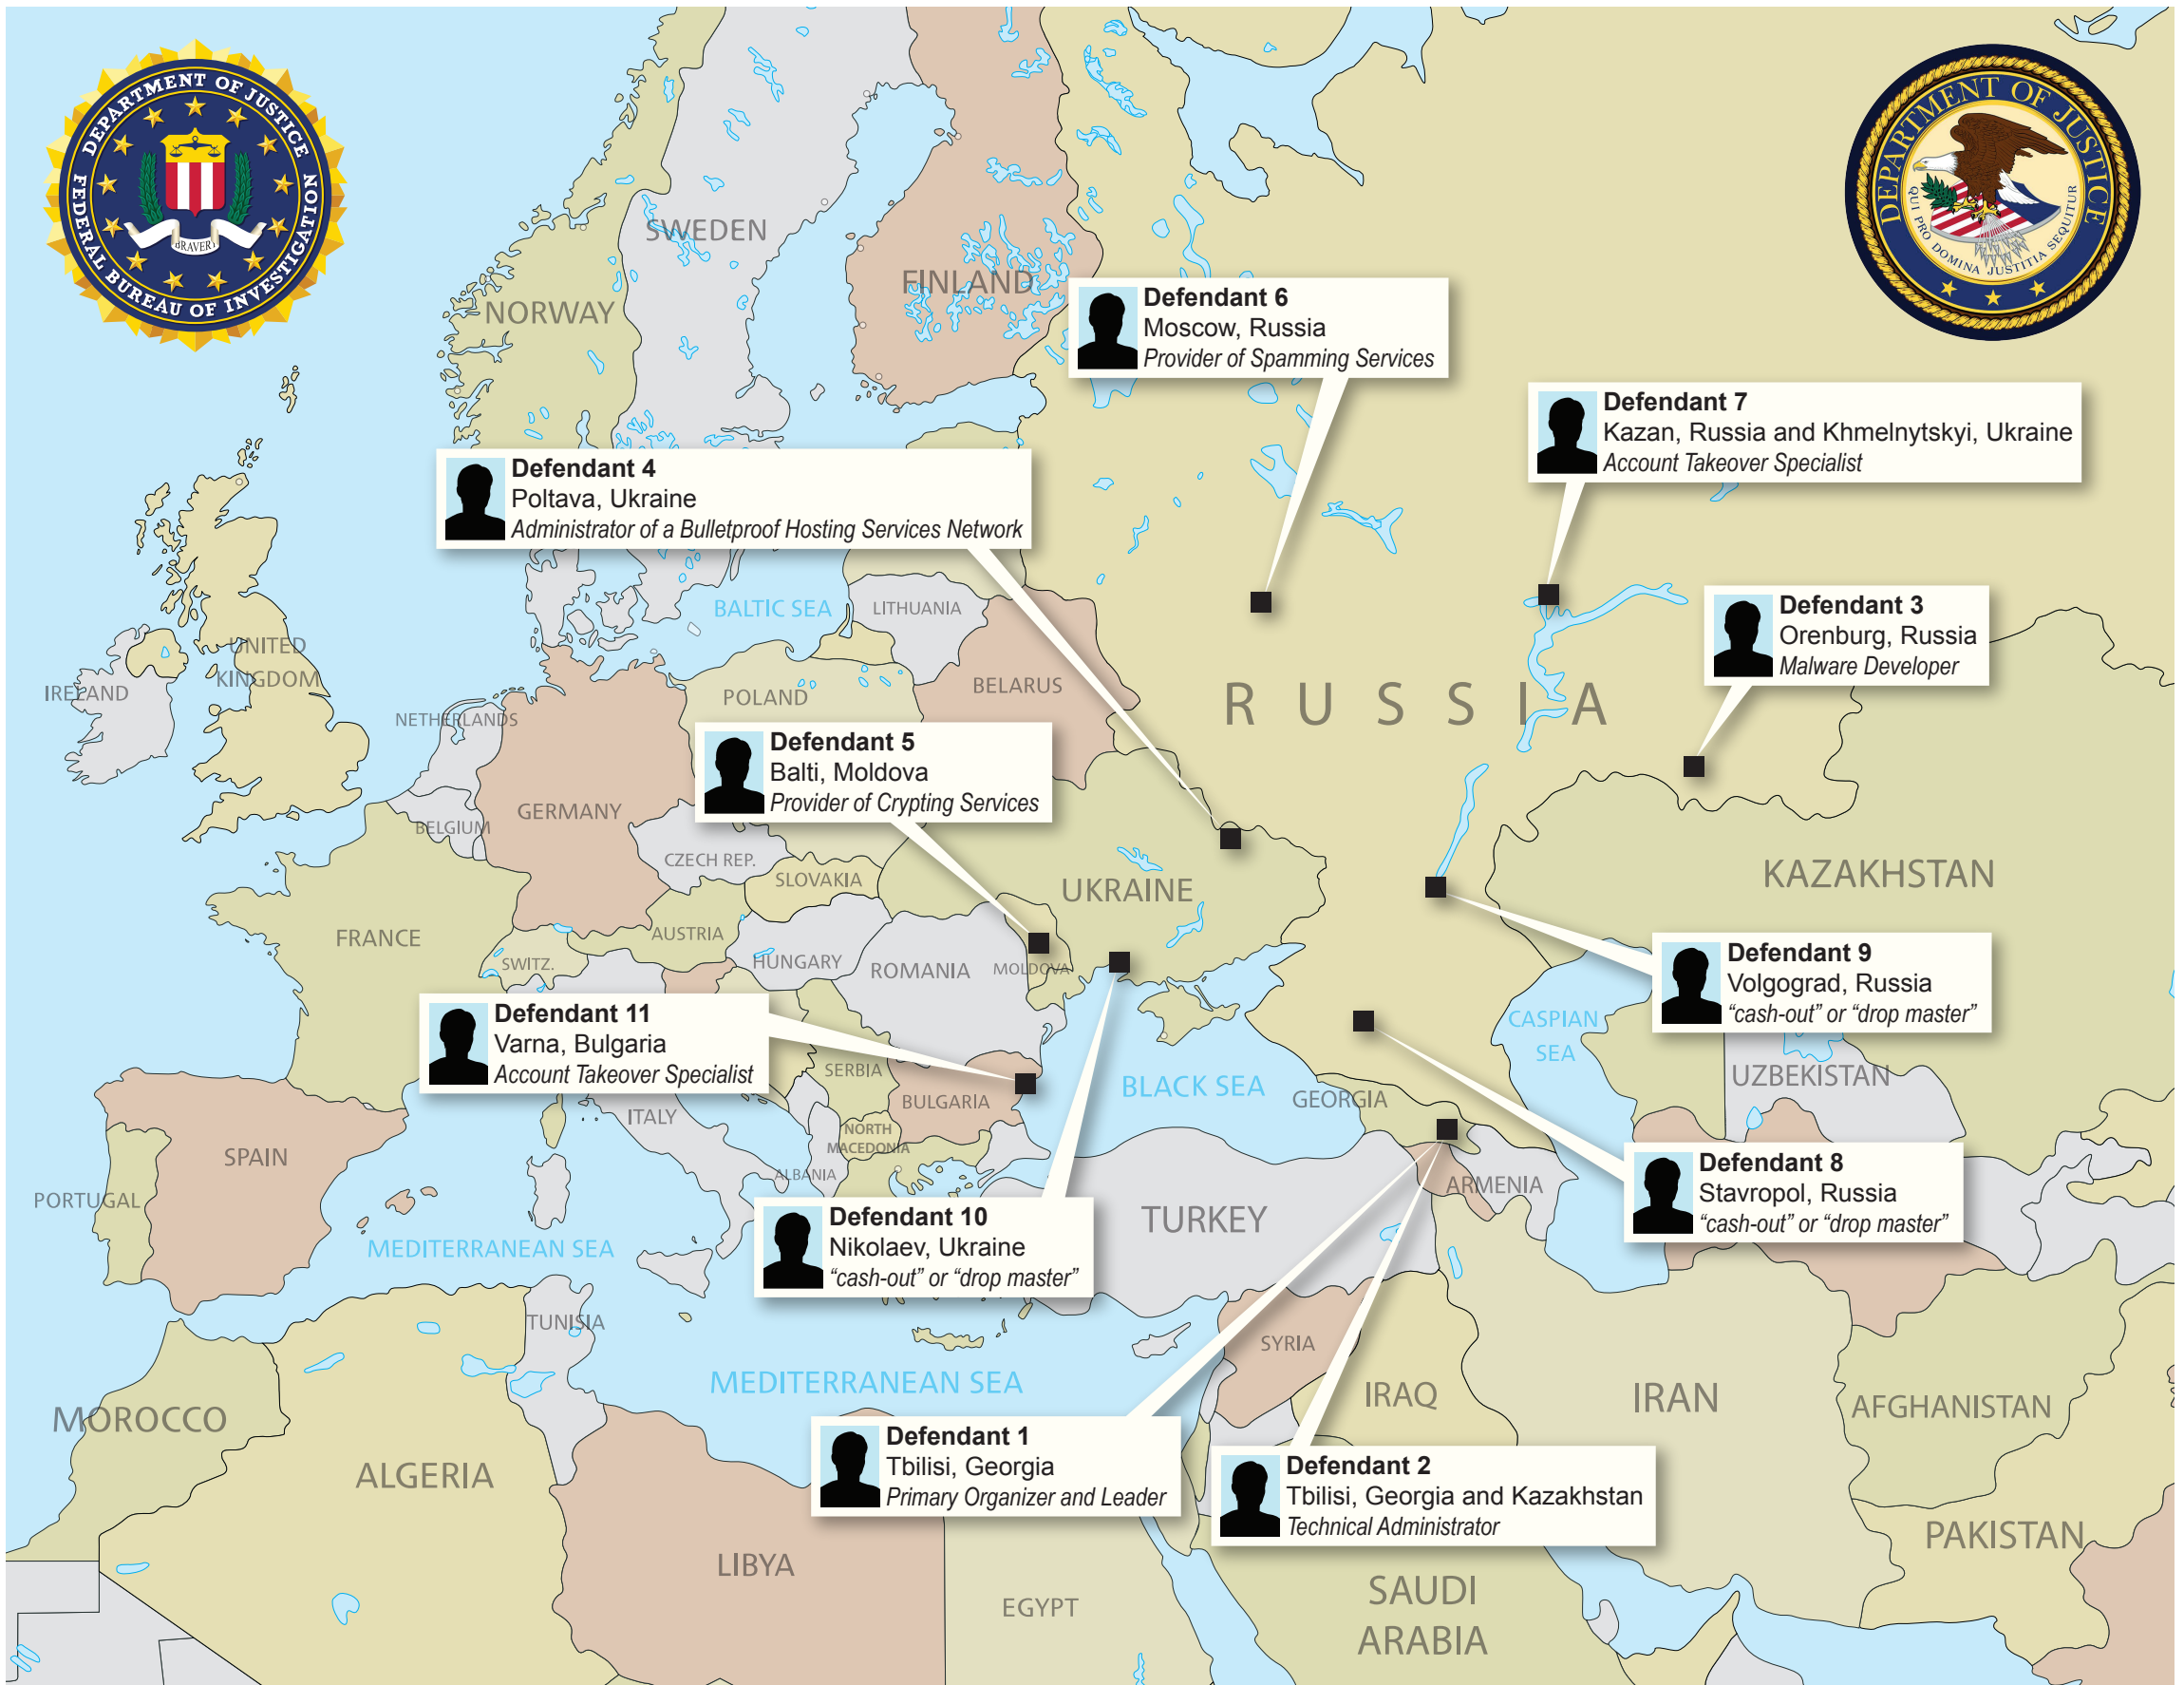 DEPARTMENT OF JUSTICE
FEDERAL BUREAU OF INVESTIGATION
BRAVERY
DEPARTMENT OF JUSTICE
QUI PRO DOMINA JUSTITIA SEQUITUR
SWEDEN
FINLAND
NORWAY
Defendant 6
Moscow, Russia
Provider of Spamming Services
Defendant 7
Kazan, Russia and Khmelnytskyi, Ukraine
Account Takeover Specialist
Defendant 4
Poltava, Ukraine
Administrator of a Bulletproof Hosting Services Network
BALTIC SEA
LITHUANIA
Defendant 3
Orenburg, Russia
Malware Developer
UNITED
KINGDOM
IRELAND
NETHERLANDS
POLAND
BELARUS
RUSSIA
Defendant 5
Balti, Moldova
Provider of Crypting Services
BELGIUM
GERMANY
CZECH REP.
SLOVAKIA
UKRAINE
KAZAKHSTAN
FRANCE
AUSTRIA
SWITZ.
HUNGARY
ROMANIA
MOLDOVA
Defendant 9
Volgograd, Russia
“cash-out” or “drop master”
Defendant 11
Varna, Bulgaria
Account Takeover Specialist
CASPIAN
SEA
SERBIA
BULGARIA
BLACK SEA
GEORGIA
UZBEKISTAN
ITALY
NORTH
MACEDONIA
ALBANIA
SPAIN
PORTUGAL
ARMENIA
Defendant 8
Stavropol, Russia
“cash-out” or “drop master”
Defendant 10
Nikolaev, Ukraine
“cash-out” or “drop master”
TURKEY
MEDITERRANEAN SEA
TUNISIA
SYRIA
MEDITERRANEAN SEA
IRAQ
IRAN
AFGHANISTAN
MOROCCO
ALGERIA
Defendant 1
Tbilisi, Georgia
Primary Organizer and Leader
Defendant 2
Tbilisi, Georgia and Kazakhstan
Technical Administrator
PAKISTAN
LIBYA
EGYPT
SAUDI
ARABIA